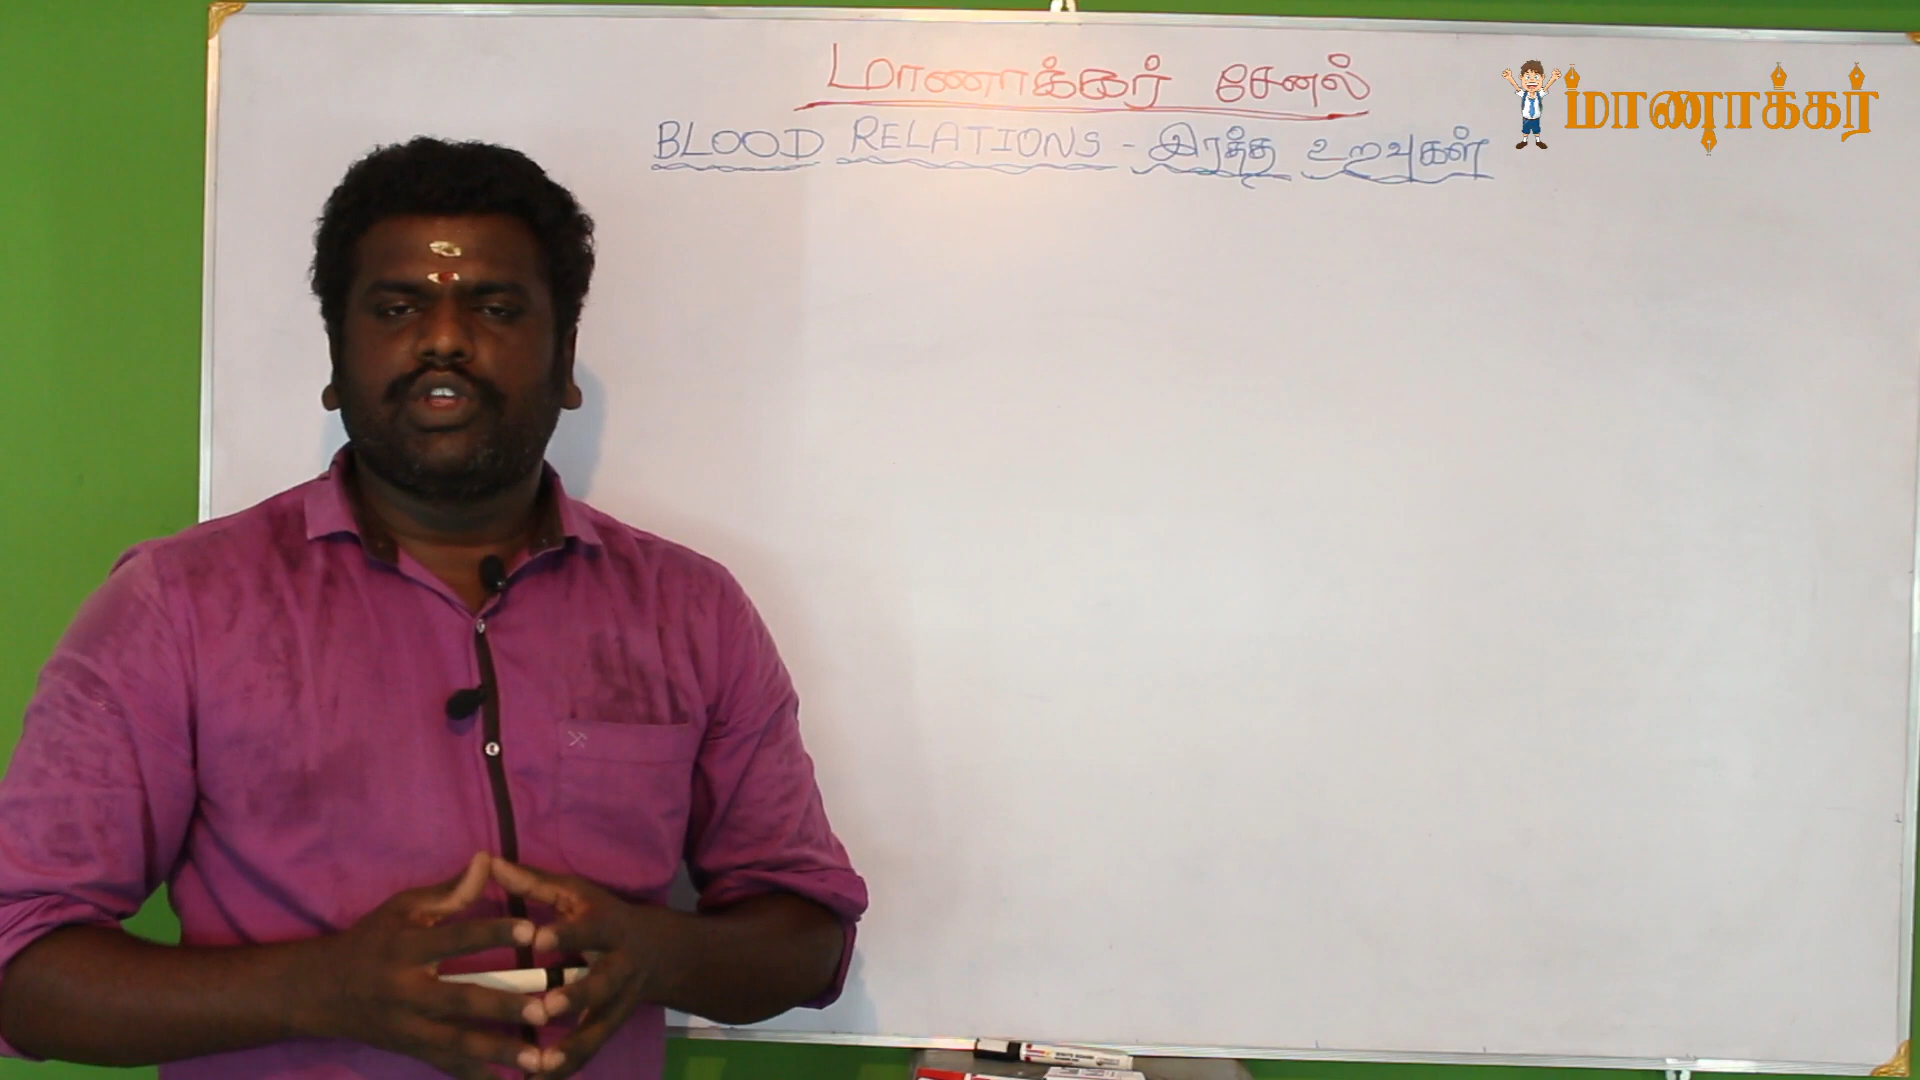 மாணாக்கர் சேனல்
மாணாக்கர்
BLOOD RELATIONS - இரத்த உறவுகள்